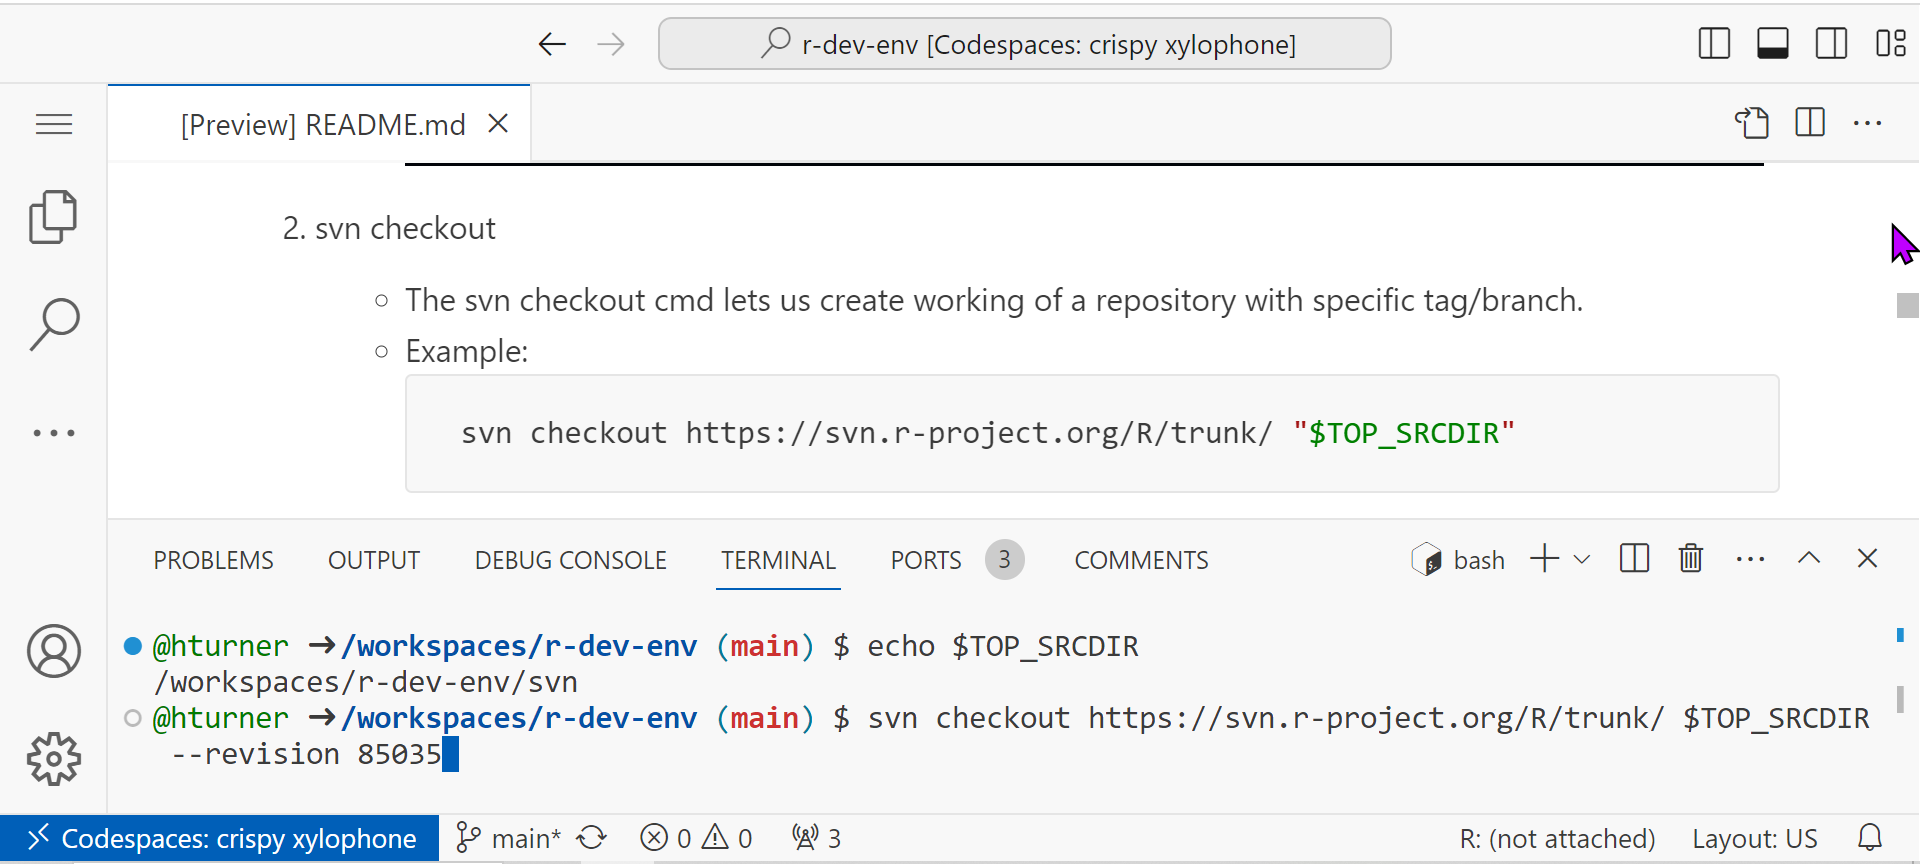 r-dev-env [Codespaces: crispy xylophone]
[Preview] README.md
2. svn checkout
The svn checkout cmd lets us create working of a repository with specific tag/branch.
Example:
svn checkout https://svn.r-project.org/R/trunk/ "$TOP_SRCDIR"
PROBLEMS OUTPUT DEBUG CONSOLE TERMINAL PORTS 3 COMMENTS bash
@hturner ➜/workspaces/r-dev-env (main) $ echo $TOP_SRCDIR
/workspaces/r-dev-env/svn
@hturner ➜/workspaces/r-dev-env (main) $ svn checkout https://svn.r-project.org/R/trunk/ $TOP_SRCDIR
--revision 85035
Codespaces: crispy xylophone main* 0 0 3 R: (not attached) Layout: US